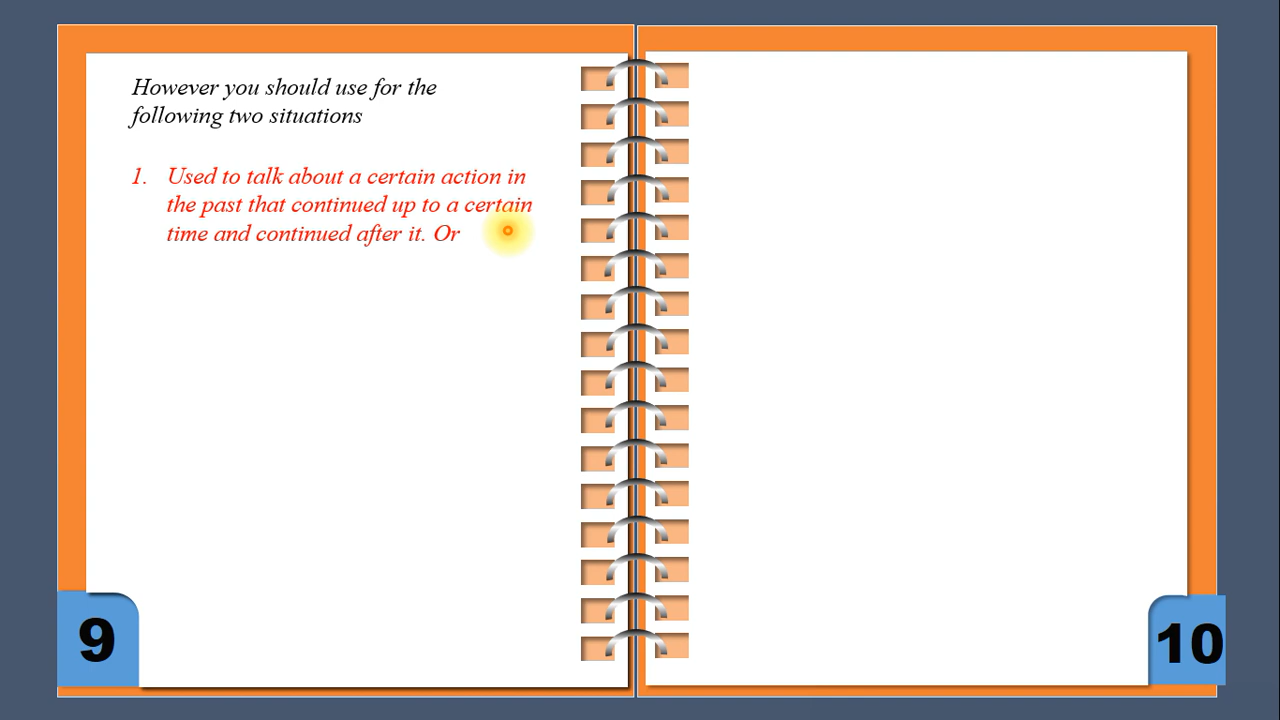 However you should use for the
following two situations
1. Used to talk about a certain action in
the past that continued up to a certain
time and continued after it. Or
9
10